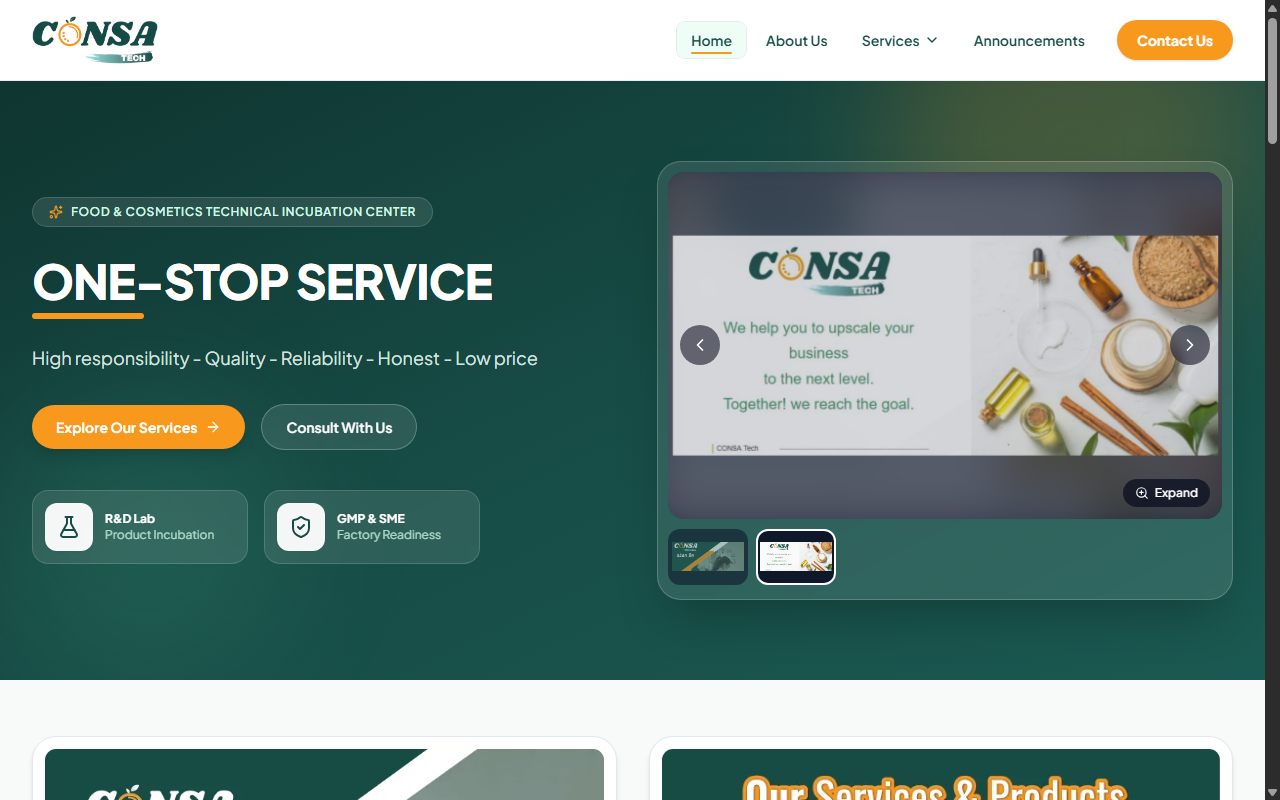 CONSA
TECH
Home
About Us
Services
Announcements
Contact Us
FOOD & COSMETICS TECHNICAL INCUBATION CENTER
ONE-STOP SERVICE
High responsibility - Quality - Reliability - Honest - Low price
Explore Our Services
Consult With Us
R&D Lab
Product Incubation
GMP & SME
Factory Readiness
CONSA
TECH
We help you to upscale your
business
to the next level.
Together! we reach the goal.
CONSA Tech
Expand
CONSA
CONSA
CONSA
Our Services & Products